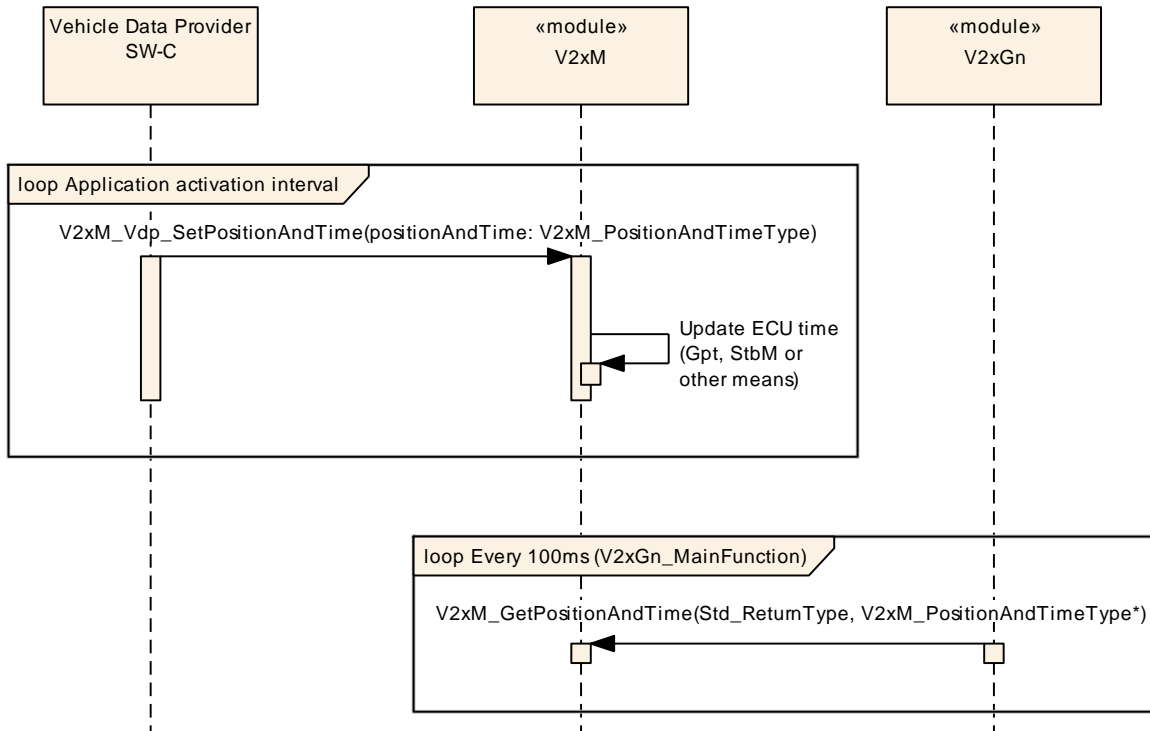 Vehicle Data Provider
SW-C
«module»
V2xM
«module»
V2xGn
loop Application activation interval
V2xM_Vdp_SetPositionAndTime(positionAndTime: V2xM_PositionAndTimeType)
Update ECU time
(Gpt, StbM or
other means)
loop Every 100ms (V2xGn_MainFunction)
V2xM_GetPositionAndTime(Std_ReturnType, V2xM_PositionAndTimeType*)